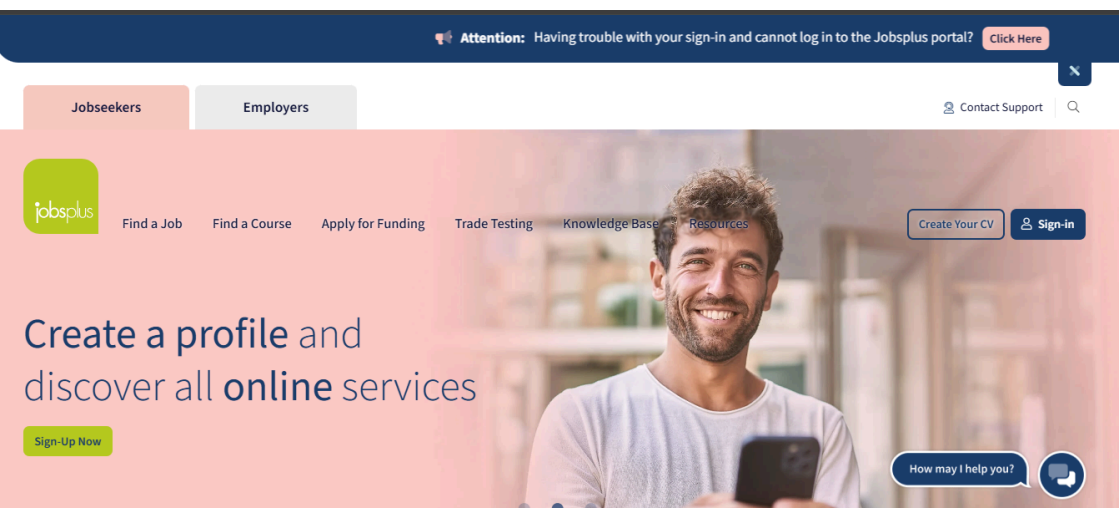 Attention: Having trouble with your sign-in and cannot log in to the Jobsplus portal? Click Here
Jobseekers Employers Contact Support
jobsplus
Find a Job Find a Course Apply for Funding Trade Testing Knowledge Base Resources Create Your CV Sign-in
Create a profile and
discover all online services
Sign-Up Now
How may I help you?